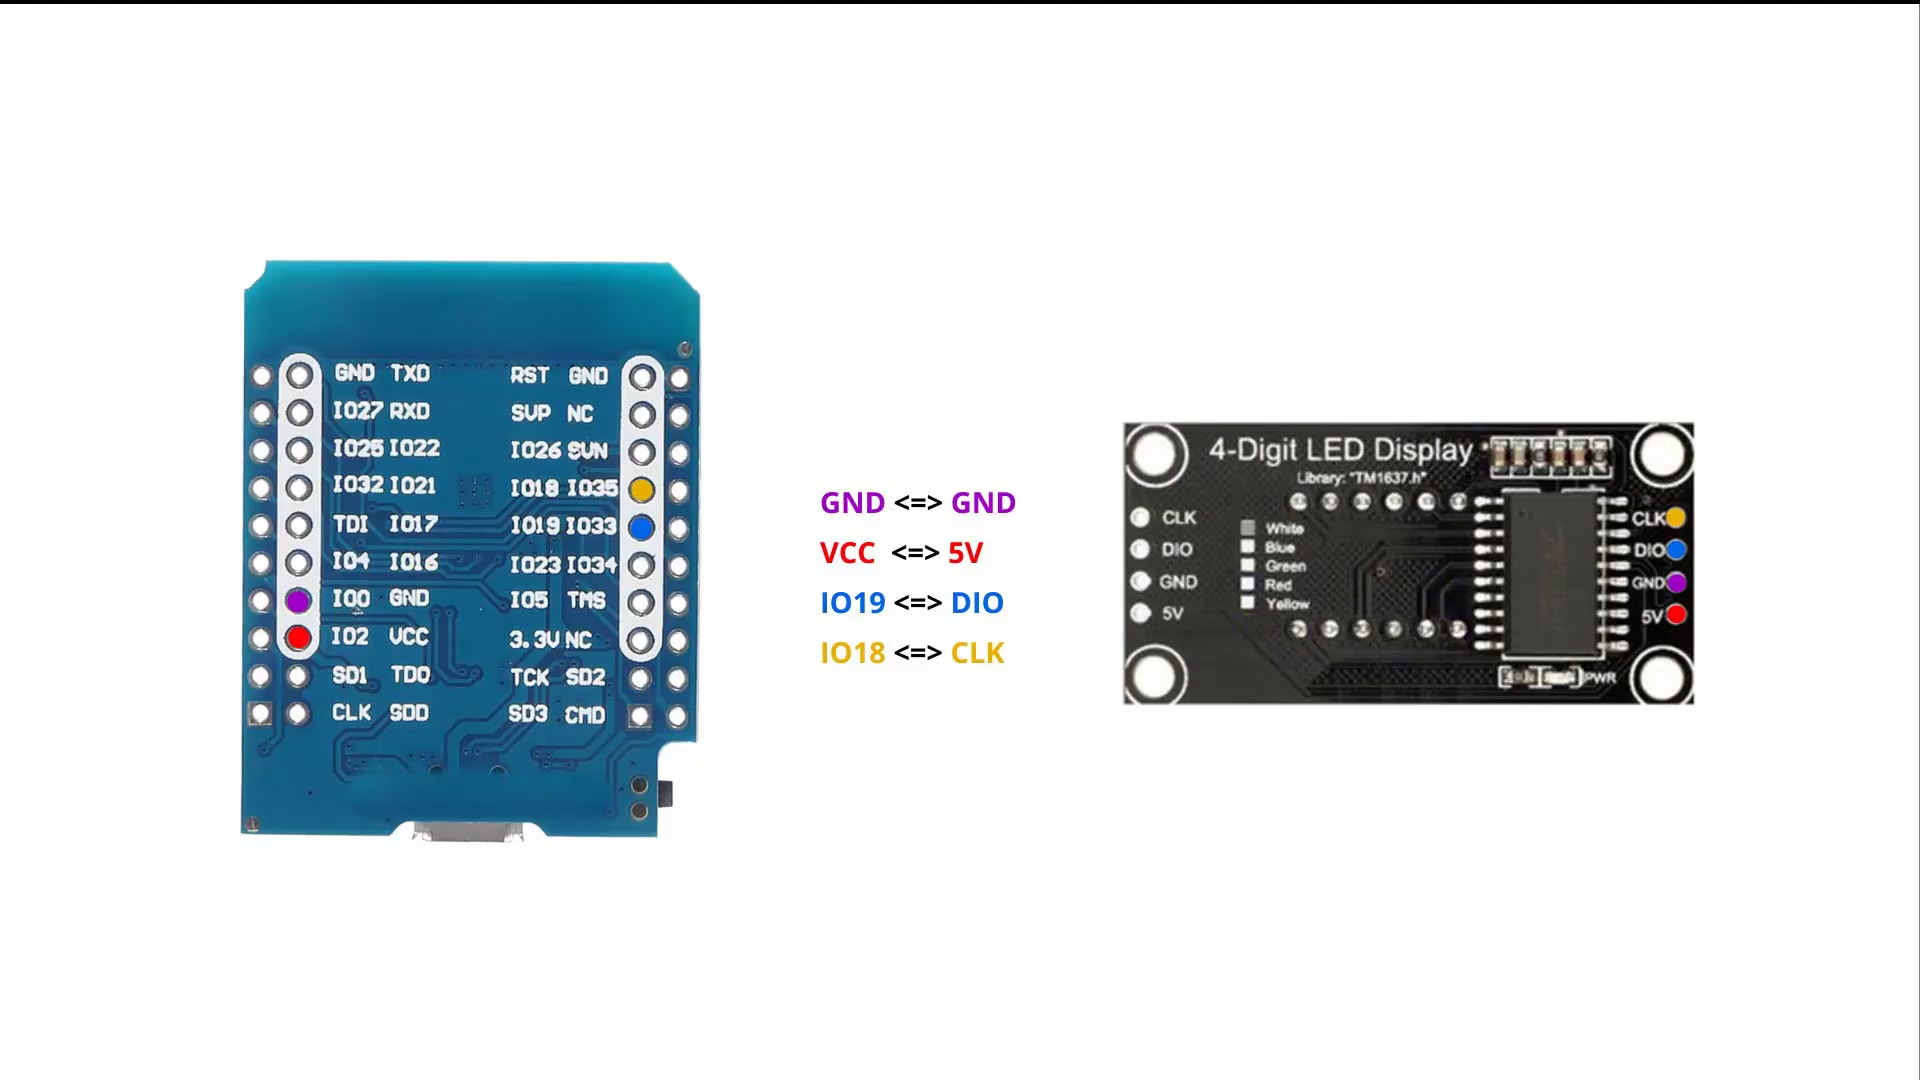 GND TXD RST GND
IO27 RXD SVP NC
IO25 IO22 IO26 SVN
IO32 IO21 IO18 IO35
TDI IO17 IO19 IO33
IO4 IO16 IO23 IO34
IO0 GND IO5 TMS
IO2 VCC 3.3V NC
SD1 TDO TCK SD2
CLK SDD SD3 CMD
GND <=> GND
VCC <=> 5V
IO19 <=> DIO
IO18 <=> CLK
4-Digit LED Display
Library: "TM1637.h"
CLK
DIO
GND
5V
White
Blue
Green
Red
Yellow
CLK
DIO
GND
5V
PWR